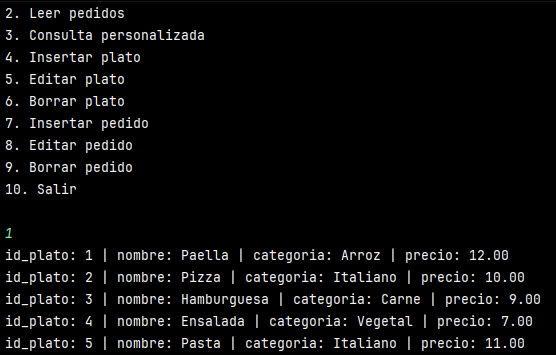 2. Leer pedidos
3. Consulta personalizada
4. Insertar plato
5. Editar plato
6. Borrar plato
7. Insertar pedido
8. Editar pedido
9. Borrar pedido
10. Salir
1
id_plato: 1 | nombre: Paella | categoria: Arroz | precio: 12.00
id_plato: 2 | nombre: Pizza | categoria: Italiano | precio: 10.00
id_plato: 3 | nombre: Hamburguesa | categoria: Carne | precio: 9.00
id_plato: 4 | nombre: Ensalada | categoria: Vegetal | precio: 7.00
id_plato: 5 | nombre: Pasta | categoria: Italiano | precio: 11.00